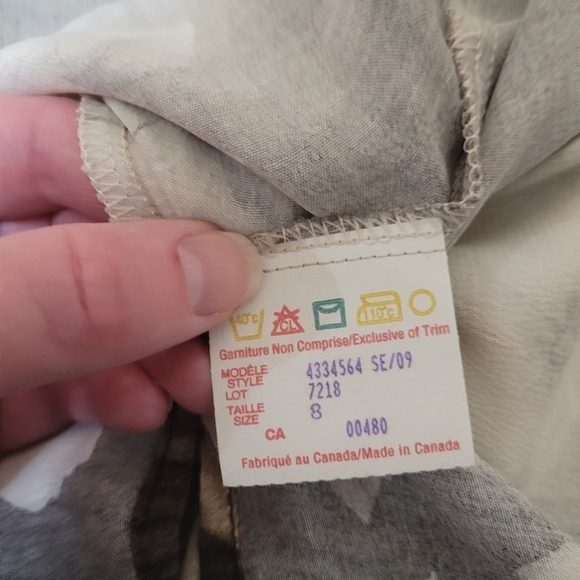 40°c CL 110°c
Garniture Non Comprise/Exclusive of Trim
MODÈLE
STYLE 4334564 SE/09
LOT 7218
TAILLE
SIZE 8
CA 00480
Fabriqué au Canada/Made in Canada